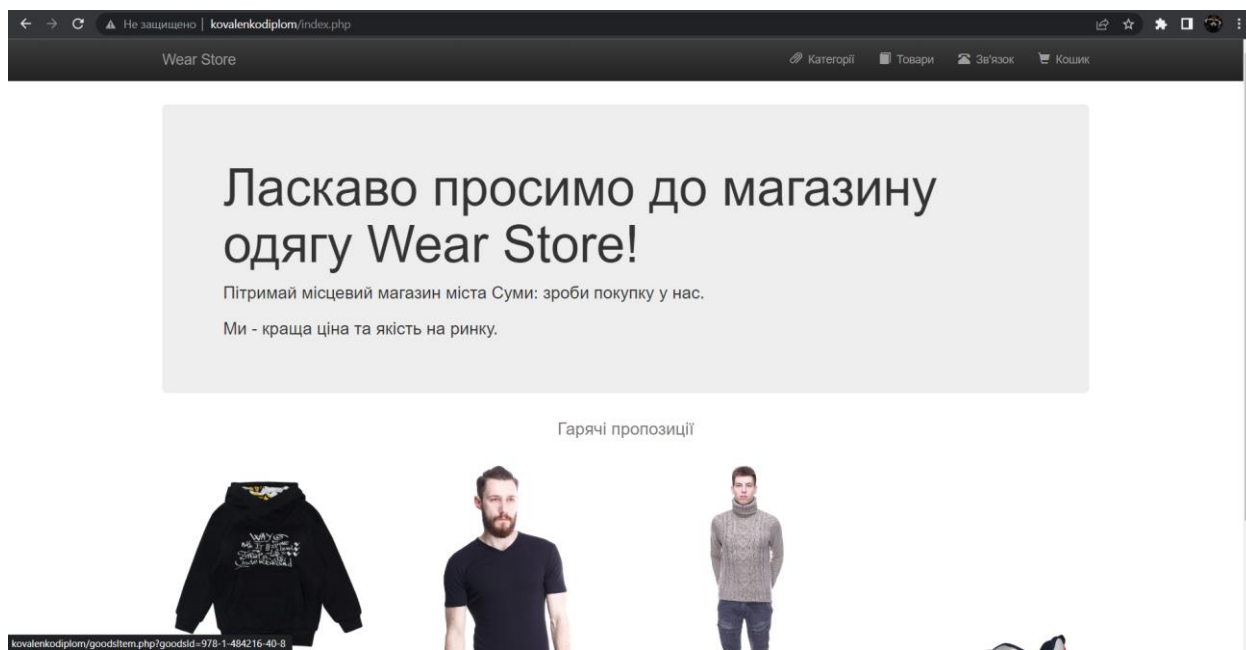 Не защищено | kovalenkodiplom/index.php
Wear Store Категорії Товари Зв'язок Кошик
Ласкаво просимо до магазину
одягу Wear Store!
Пітримай місцевий магазин міста Суми: зроби покупку у нас.
Ми - краща ціна та якість на ринку.
Гарячі пропозиції
WAY
kovalenkodiplom/goodsItem.php?goodsId=978-1-484216-40-8